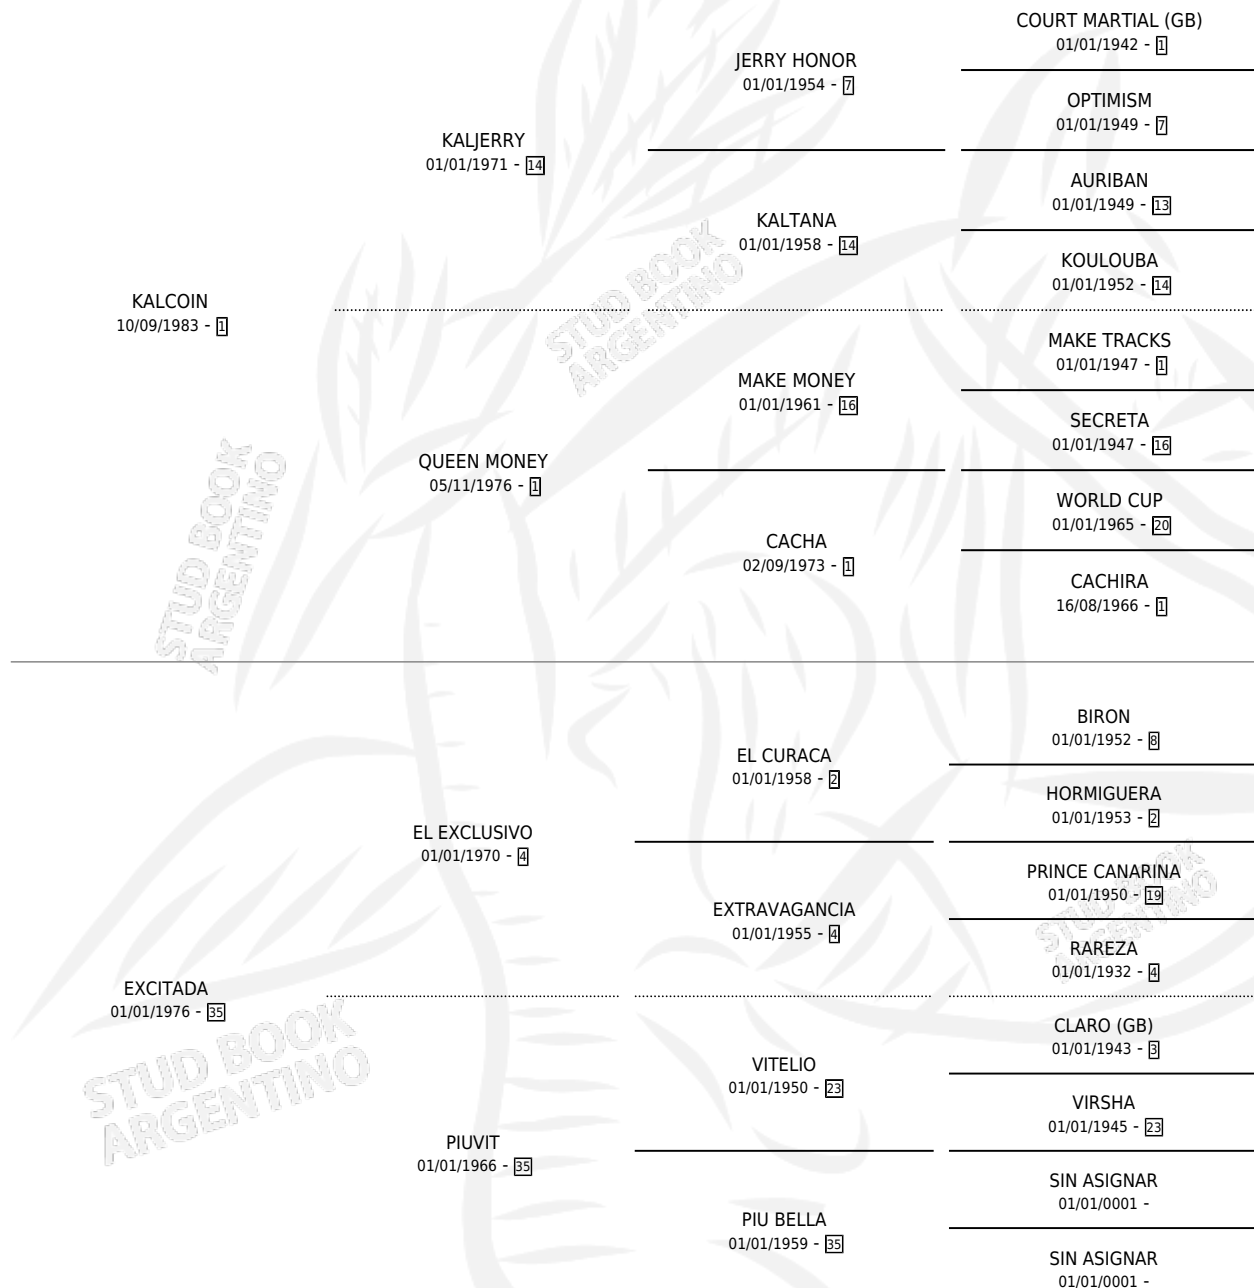 COURT MARTIAL (GB)
01/01/1942 - 1
JERRY HONOR
01/01/1954 - 7
OPTIMISM
01/01/1949 - 7
KALJERRY
01/01/1971 - 14
AURIBAN
01/01/1949 - 13
KALTANA
01/01/1958 - 14
KOULOUBA
01/01/1952 - 14
KALCOIN
10/09/1983 - 1
STUD BOOK
ARGENTINO
MAKE TRACKS
01/01/1947 - 1
MAKE MONEY
01/01/1961 - 16
SECRETA
01/01/1947 - 16
QUEEN MONEY
05/11/1976 - 1
WORLD CUP
01/01/1965 - 20
CACHA
02/09/1973 - 1
CACHIRA
16/08/1966 - 1
STUD BOOK
ARGENTINO
BIRON
01/01/1952 - 8
EL CURACA
01/01/1958 - 2
HORMIGUERA
01/01/1953 - 2
EL EXCLUSIVO
01/01/1970 - 4
PRINCE CANARINA
01/01/1950 - 19
EXTRAVAGANCIA
01/01/1955 - 4
RAREZA
01/01/1932 - 4
STUD BOOK
ARGENTINO
EXCITADA
01/01/1976 - 35
STUD BOOK
ARGENTINO
CLARO (GB)
01/01/1943 - 3
VITELIO
01/01/1950 - 23
VIRSHA
01/01/1945 - 23
PIUVIT
01/01/1966 - 35
SIN ASIGNAR
01/01/0001 -
PIU BELLA
01/01/1959 - 35
SIN ASIGNAR
01/01/0001 -